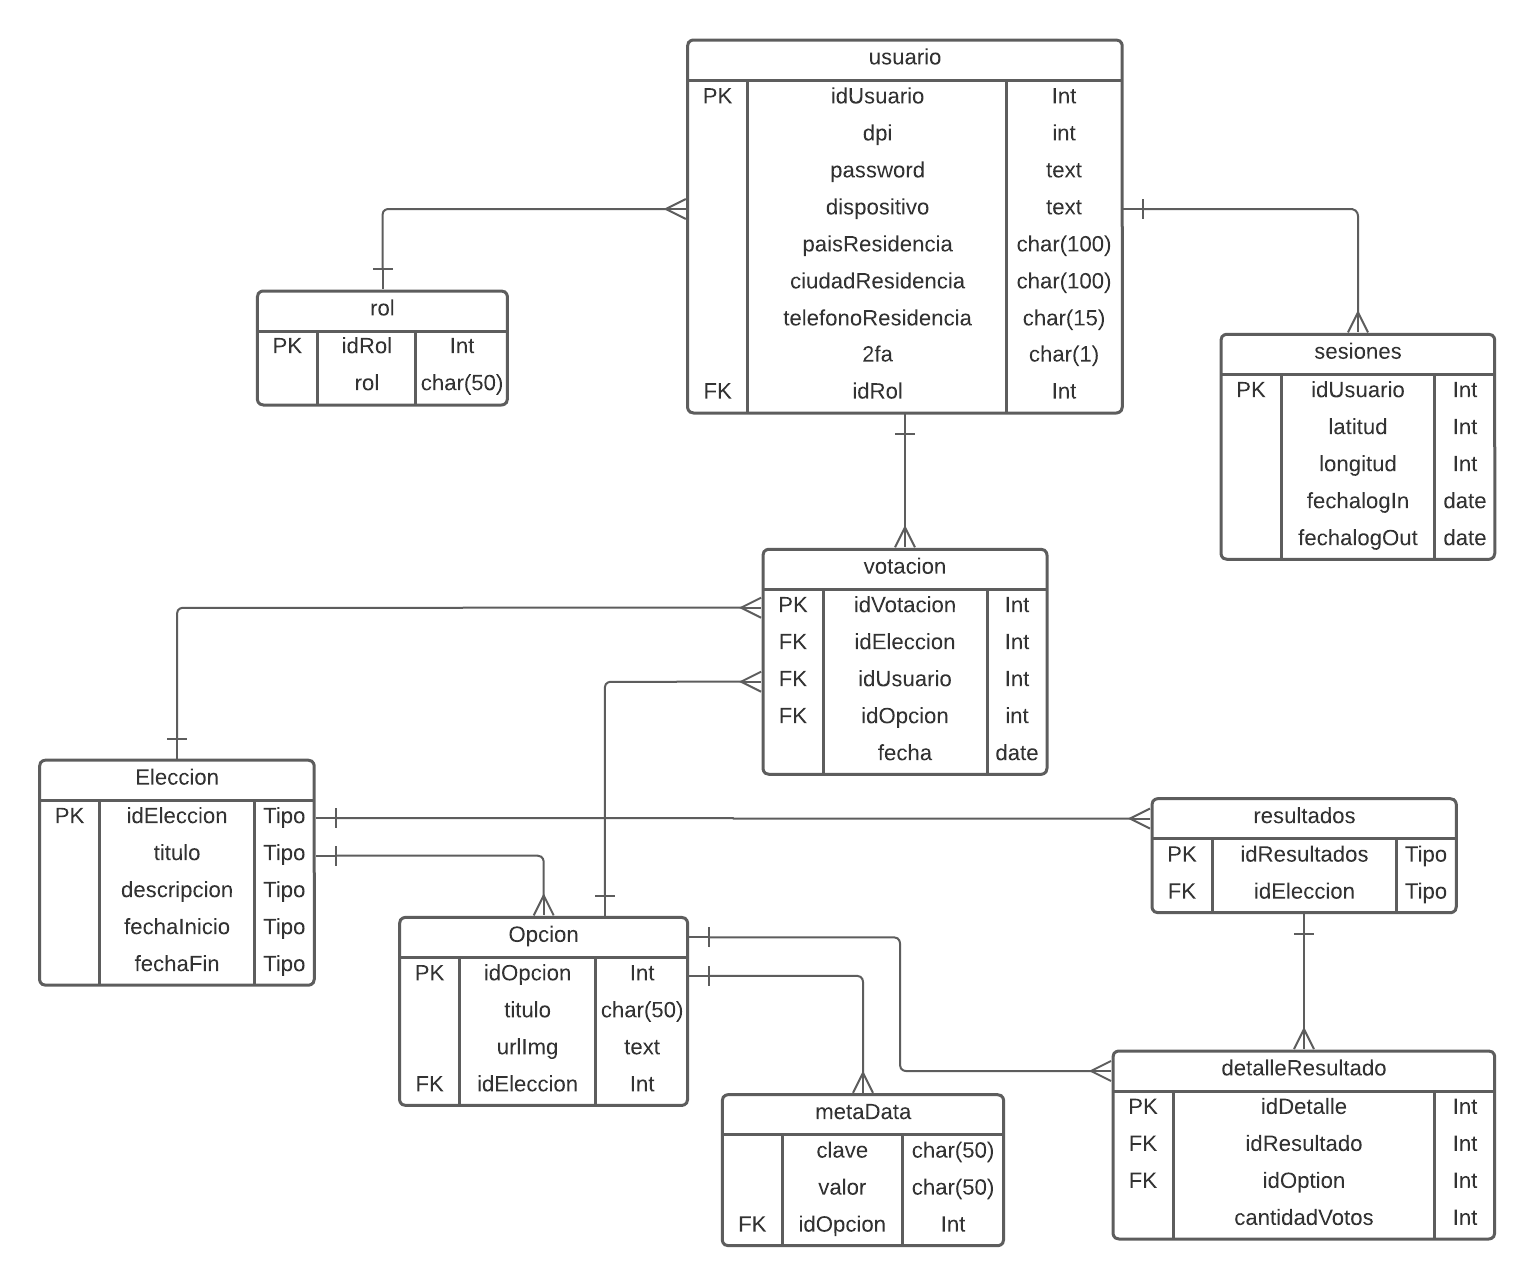 usuario
PK idUsuario Int
dpi int
password text
dispositivo text
paisResidencia char(100)
ciudadResidencia char(100)
telefonoResidencia char(15)
2fa char(1)
FK idRol Int
rol
PK idRol Int
rol char(50)
sesiones
PK idUsuario Int
latitud Int
longitud Int
fechalogIn date
fechalogOut date
votacion
PK idVotacion Int
FK idEleccion Int
FK idUsuario Int
FK idOpcion int
fecha date
Eleccion
PK idEleccion Tipo
titulo Tipo
descripcion Tipo
fechaInicio Tipo
fechaFin Tipo
resultados
PK idResultados Tipo
FK idEleccion Tipo
Opcion
PK idOpcion Int
titulo char(50)
urlImg text
FK idEleccion Int
metaData
clave char(50)
valor char(50)
FK idOpcion Int
detalleResultado
PK idDetalle Int
FK idResultado Int
FK idOption Int
cantidadVotos Int